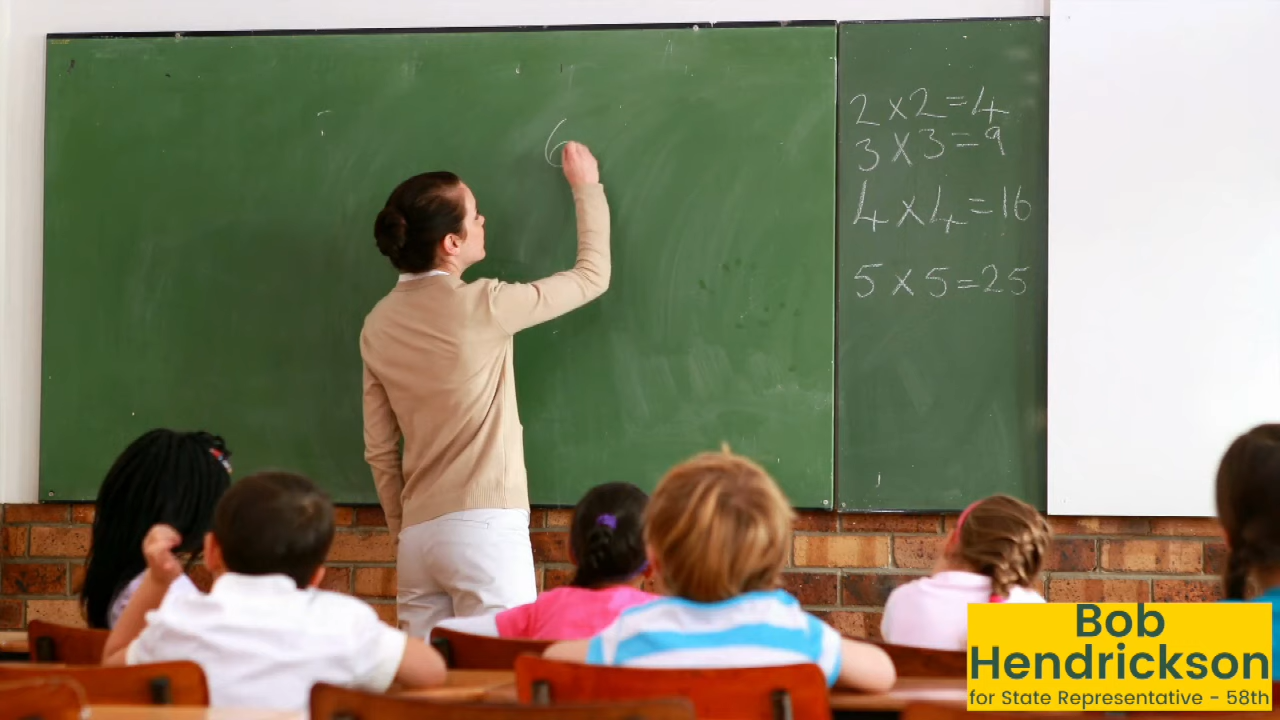 6
2x2=4
3x3=9
4x4=16
5x5=25
Bob
Hendrickson
for State Representative - 58th